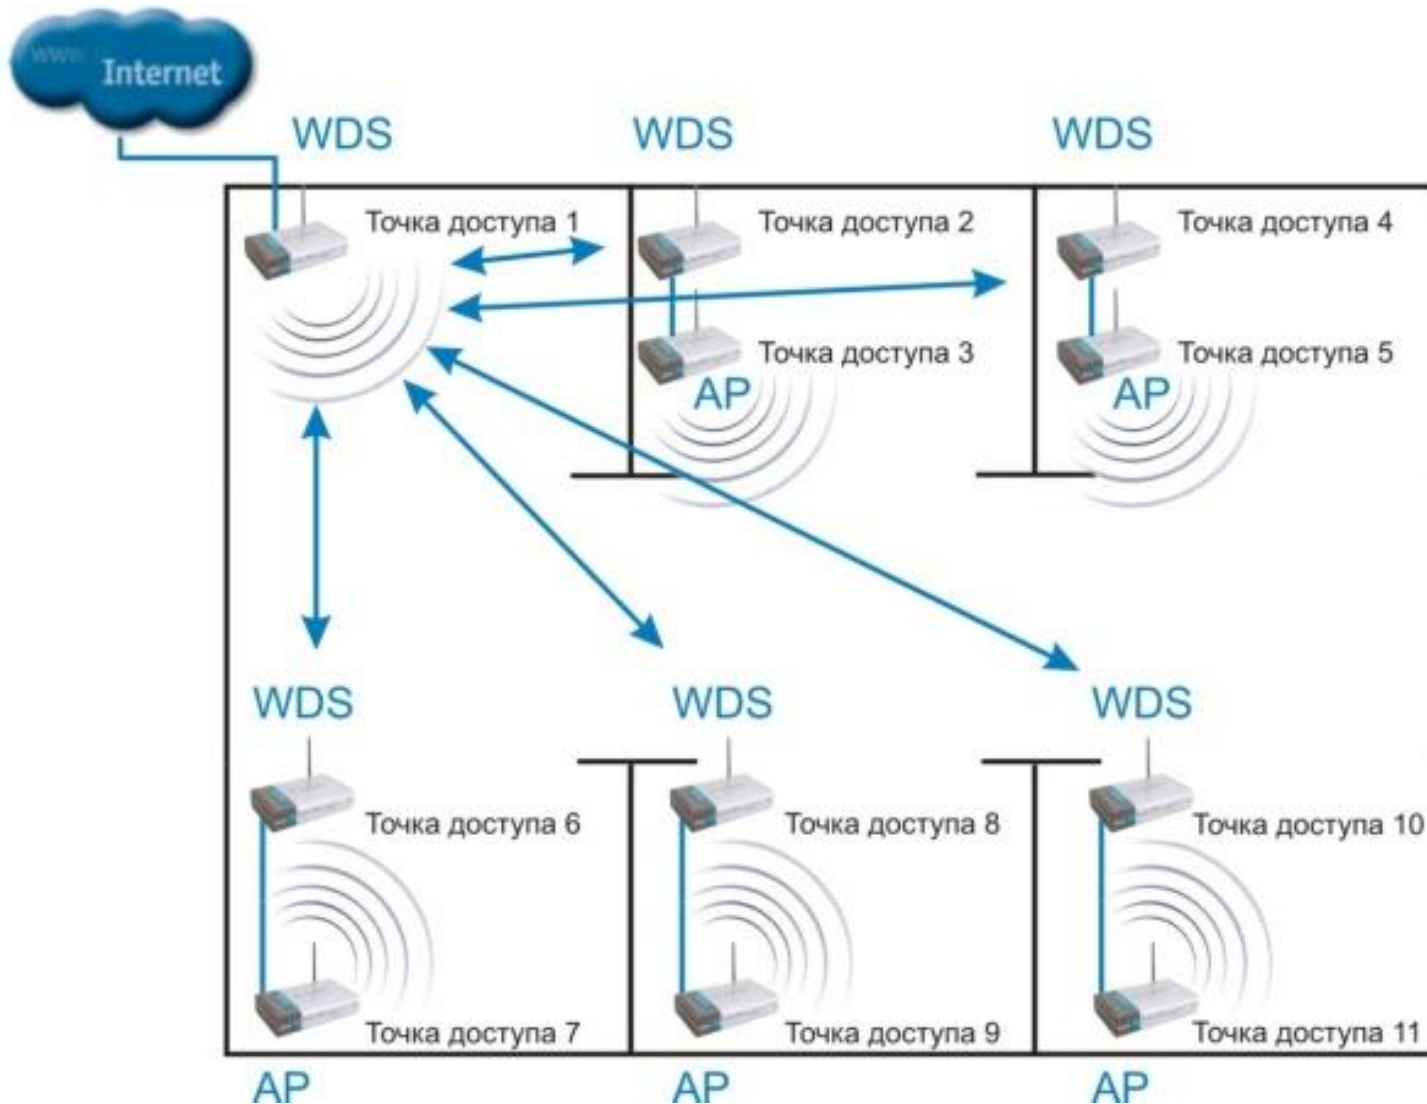 www.
Internet
WDS
WDS
WDS
Точка доступа 1
Точка доступа 2
Точка доступа 4
Точка доступа 3
Точка доступа 5
AP
AP
WDS
WDS
WDS
Точка доступа 6
Точка доступа 8
Точка доступа 10
Точка доступа 7
Точка доступа 9
Точка доступа 11
AP
AP
AP